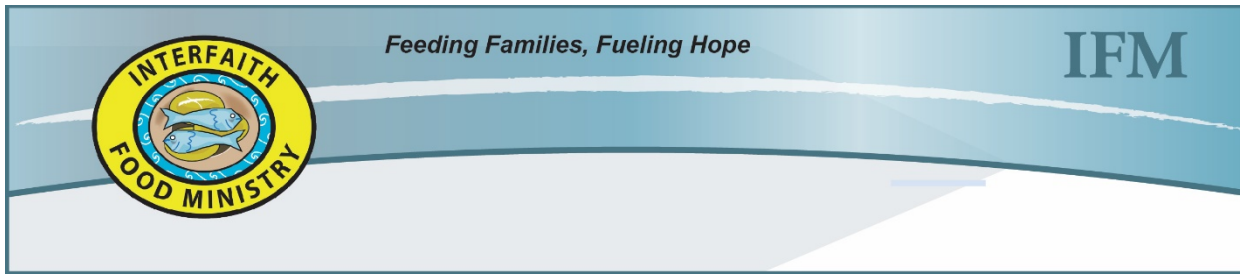 Feeding Families, Fueling Hope
IFM
INTERFAITH
FOOD MINISTRY